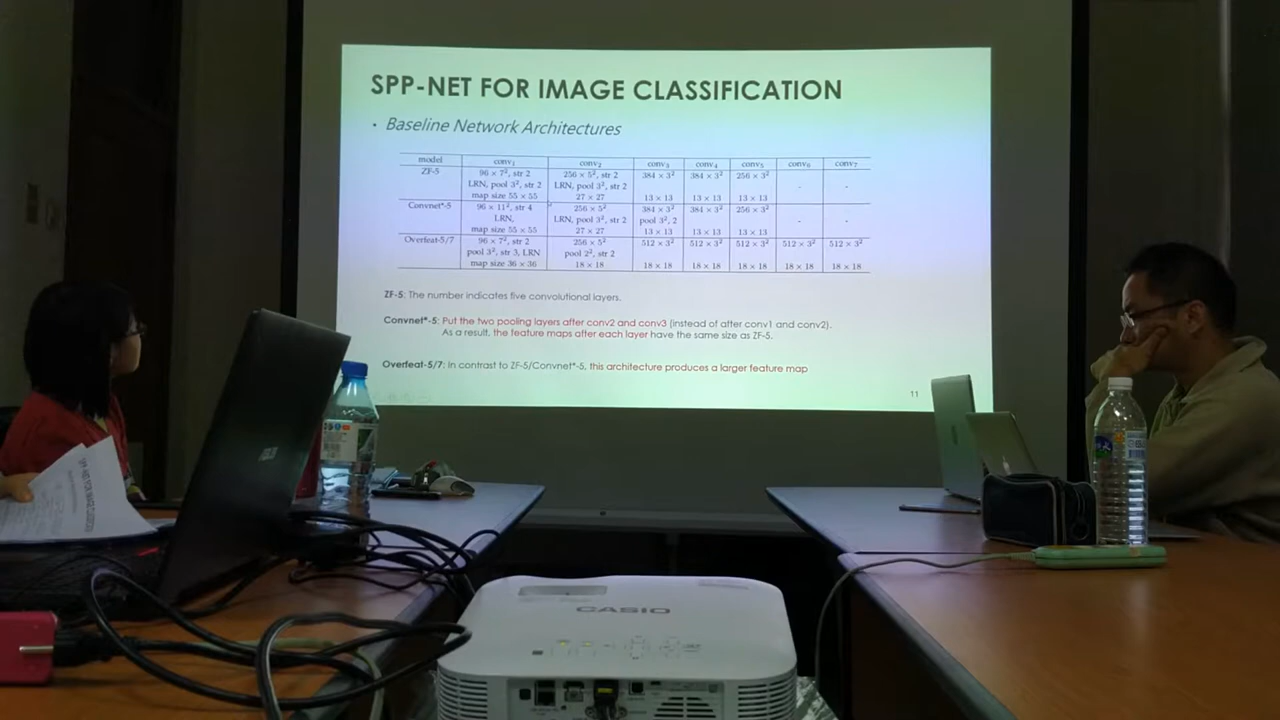 SPP-NET FOR IMAGE CLASSIFICATION
• Baseline Network Architectures
model conv₁ conv₂ conv₃ conv₄ conv₅ conv₆ conv₇
ZF-5 96 × 7², str 2 256 × 5², str 2 384 × 3² 384 × 3² 256 × 3²
LRN, pool 3², str 2 LRN, pool 3², str 2 - -
map size 55 × 55 27 × 27 13 × 13 13 × 13 13 × 13
Convnet*-5 96 × 11², str 4 256 × 5² 384 × 3² 384 × 3² 256 × 3²
LRN, LRN, pool 3², str 2 pool 3², 2 - -
map size 55 × 55 27 × 27 13 × 13 13 × 13 13 × 13
Overfeat-5/7 96 × 7², str 2 256 × 5² 512 × 3² 512 × 3² 512 × 3² 512 × 3² 512 × 3²
pool 3², str 3, LRN pool 2², str 2
map size 36 × 36 18 × 18 18 × 18 18 × 18 18 × 18 18 × 18 18 × 18
ZF-5: The number indicates five convolutional layers.
Convnet*-5: Put the two pooling layers after conv2 and conv3 (instead of after conv1 and conv2).
As a result, the feature maps after each layer have the same size as ZF-5.
Overfeat-5/7: In contrast to ZF-5/Convnet*-5, this architecture produces a larger feature map
11
CASIO